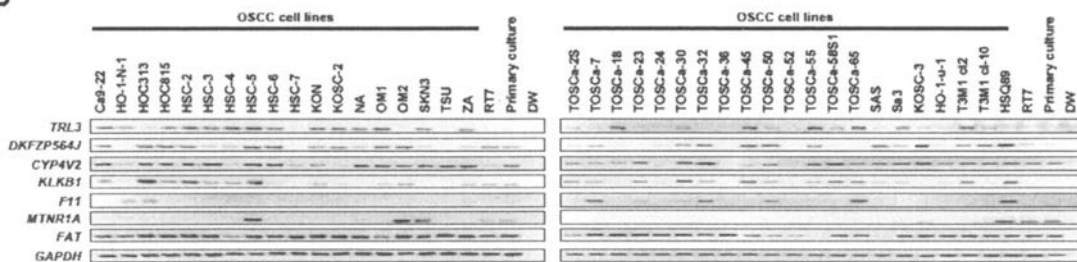 OSCC cell lines
OSCC cell lines
Ca9-22
HO-1-N-1
HOC313
HOC815
HSC-2
HSC-3
HSC-4
HSC-5
HSC-6
HSC-7
KON
KOSC-2
NA
OM1
OM2
SKN3
TSU
ZA
RT7
Primary culture
DW
TOSCa-2S
TOSCa-7
TOSCa-18
TOSCa-23
TOSCa-24
TOSCa-30
TOSCa-32
TOSCa-36
TOSCa-45
TOSCa-50
TOSCa-52
TOSCa-55
TOSCa-58S1
TOSCa-65
SAS
Sa3
KOSC-3
HO-1-u-1
T3M1 cl2
T3M1 cl-10
HSQ89
RT7
Primary culture
DW
TRL3
DKFZP564J
CYP4V2
KLKB1
F11
MTNR1A
FAT
GAPDH